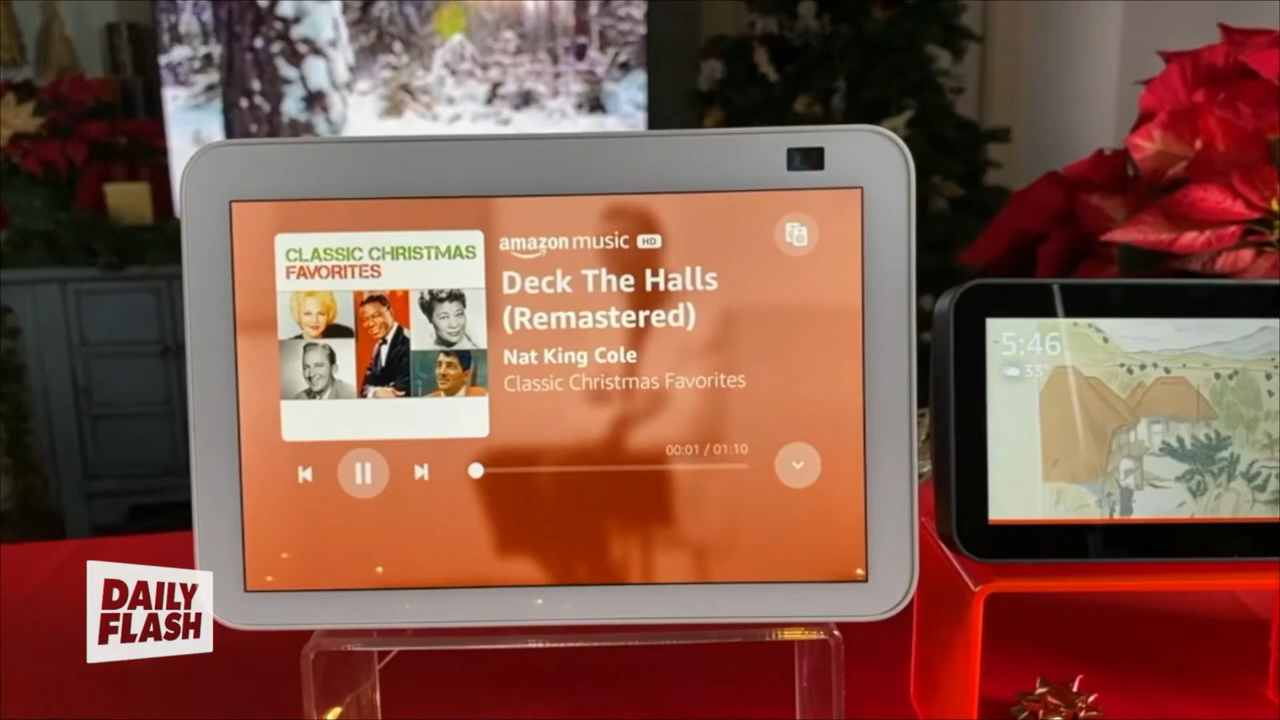 CLASSIC CHRISTMAS
FAVORITES
amazon music HD
Deck The Halls
(Remastered)
Nat King Cole
Classic Christmas Favorites
00:01 / 01:10
5:46
33°
DAILY
FLASH